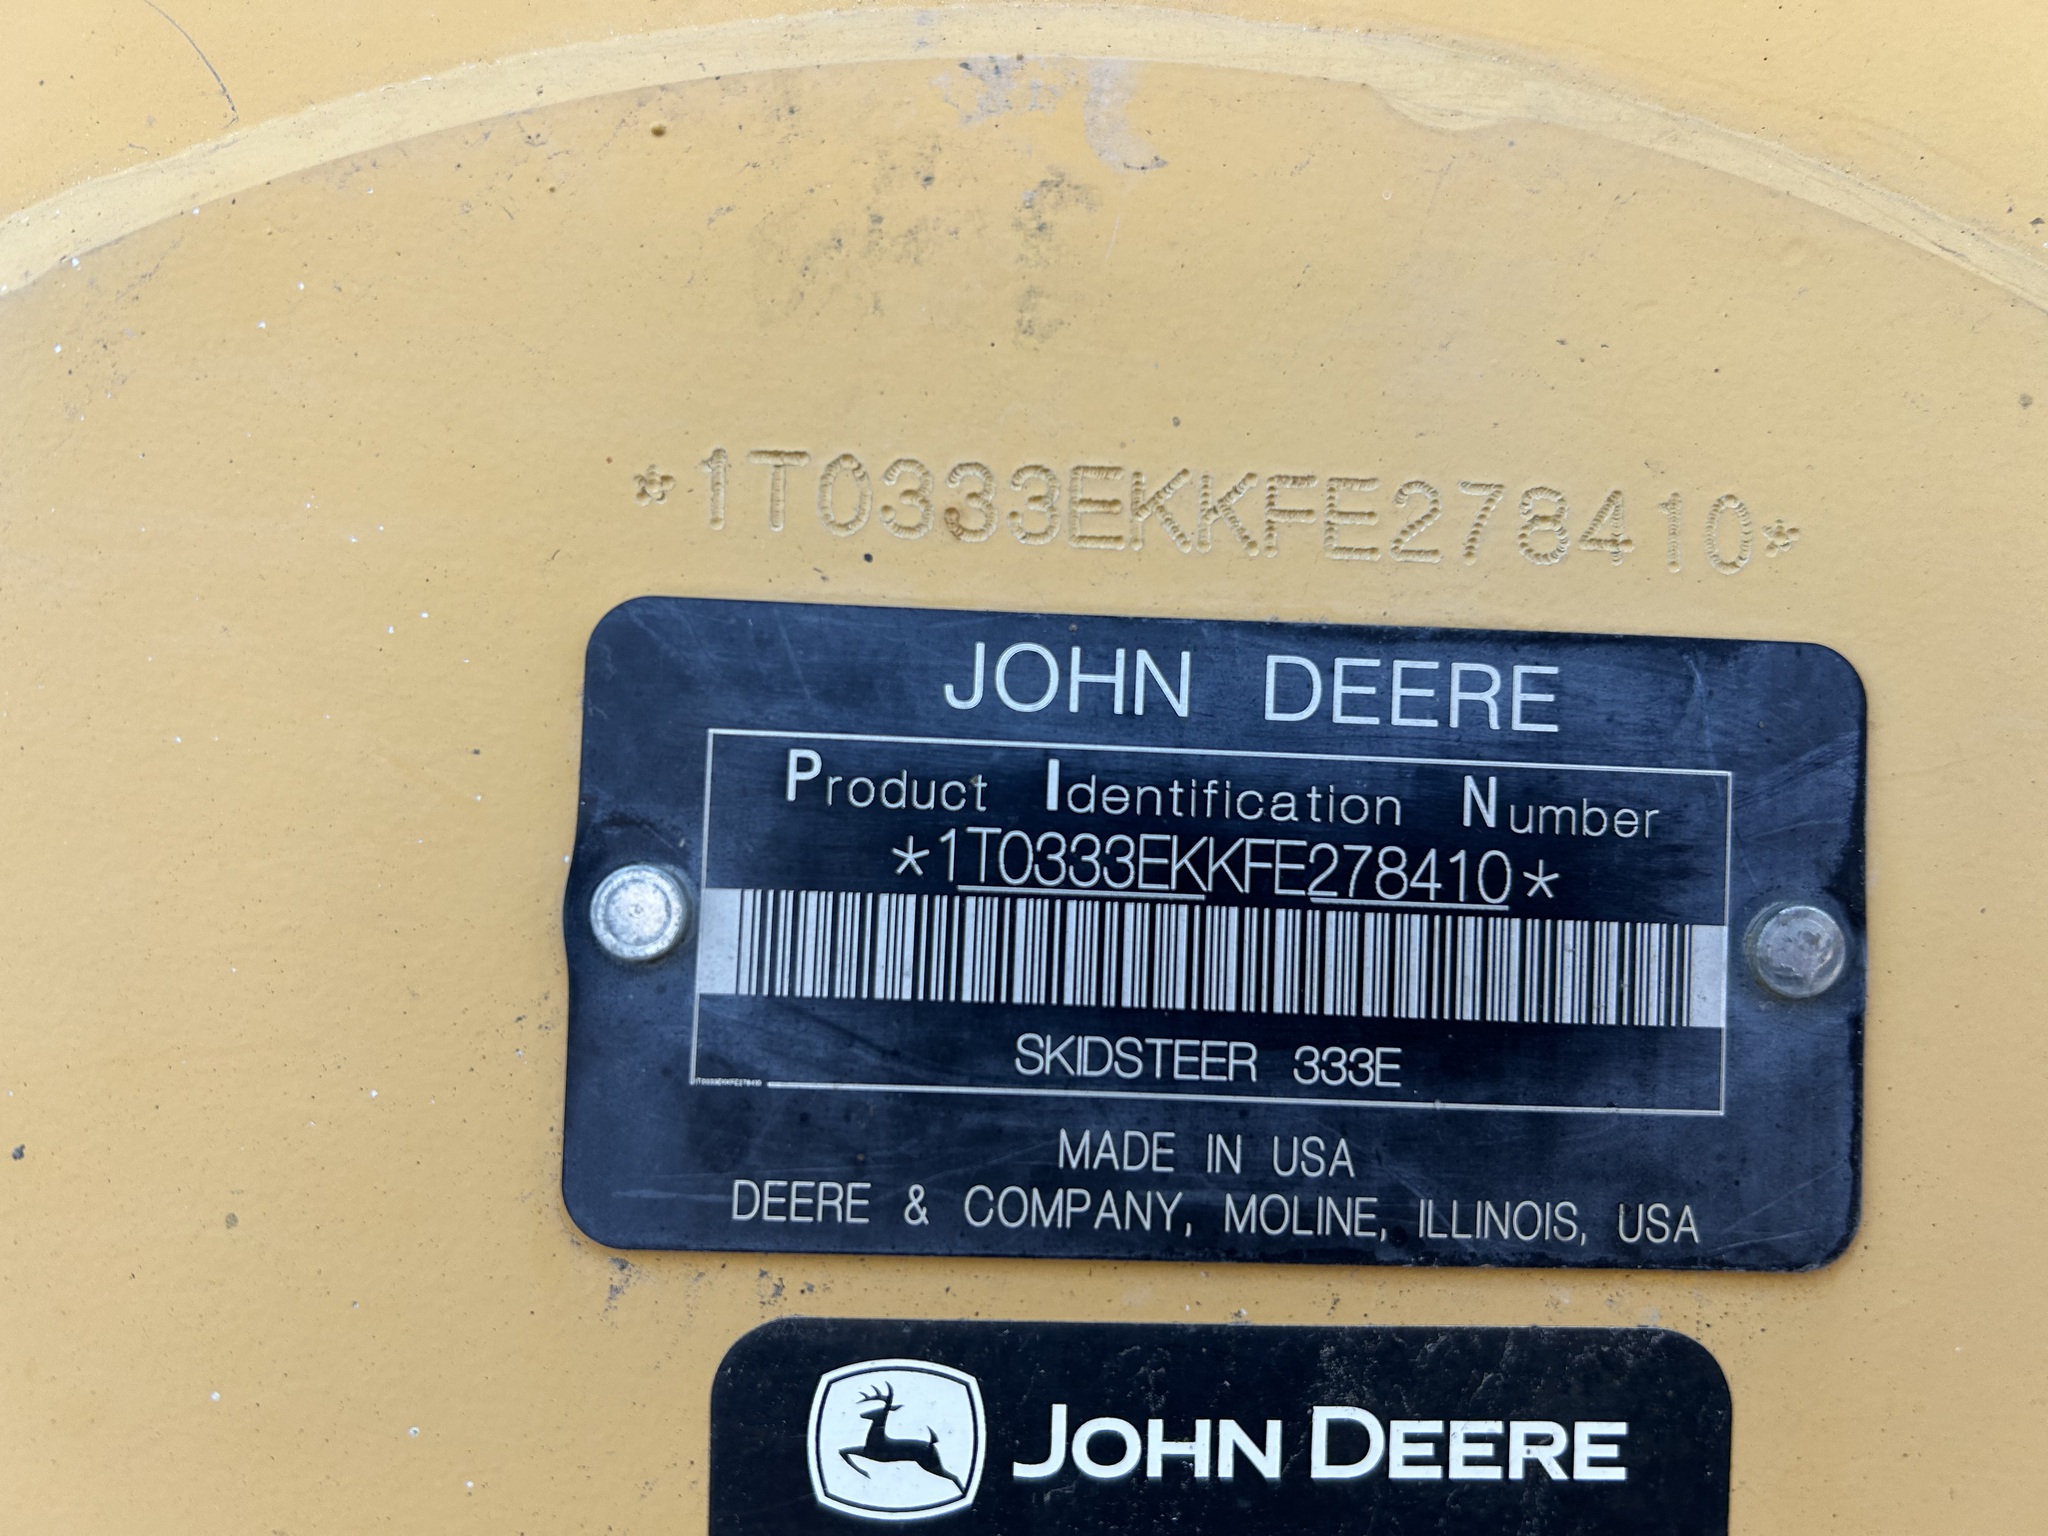 *1T0333EKKFE278410*
JOHN DEERE
Product Identification Number
*1T0333EKKFE278410*
SKIDSTEER 333E
1T0333EKKFE278410
MADE IN USA
DEERE & COMPANY, MOLINE, ILLINOIS, USA
JOHN DEERE